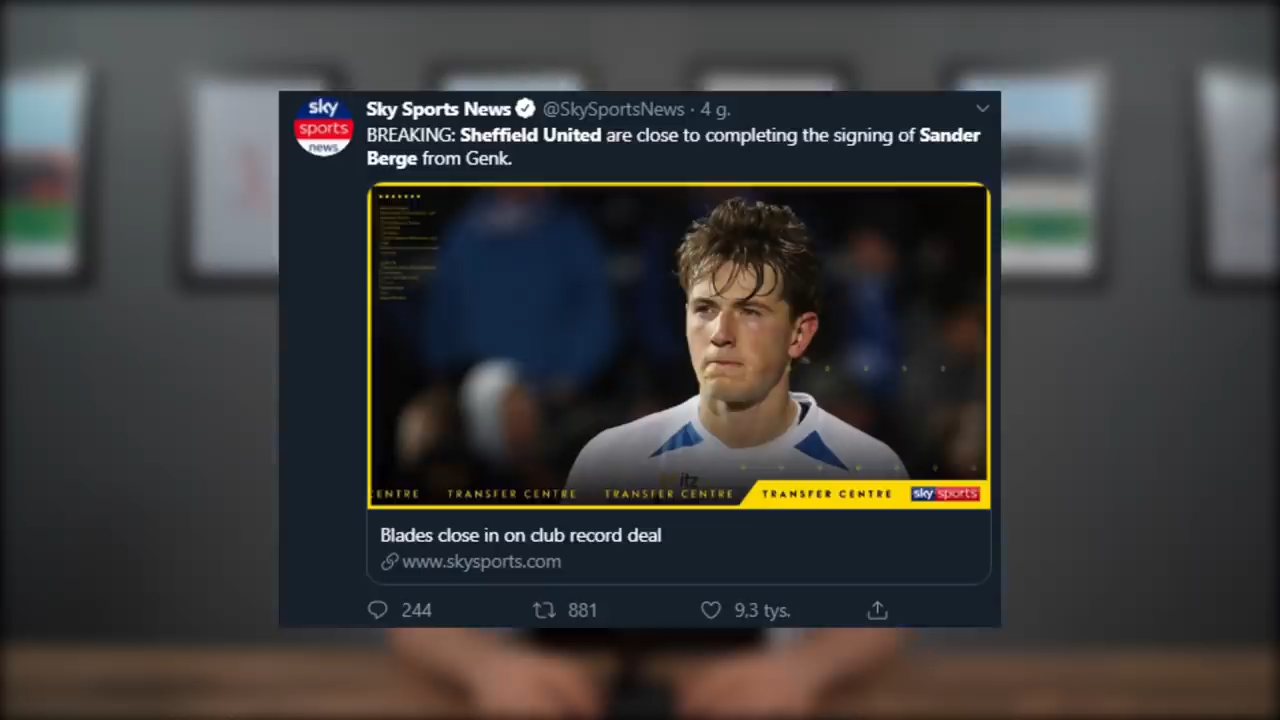 sky
sports
news
Sky Sports News @SkySportsNews · 4 g.
BREAKING: Sheffield United are close to completing the signing of Sander
Berge from Genk.
itz
ENTRE TRANSFER CENTRE TRANSFER CENTRE TRANSFER CENTRE sky sports
Blades close in on club record deal
www.skysports.com
244 881 9,3 tys.